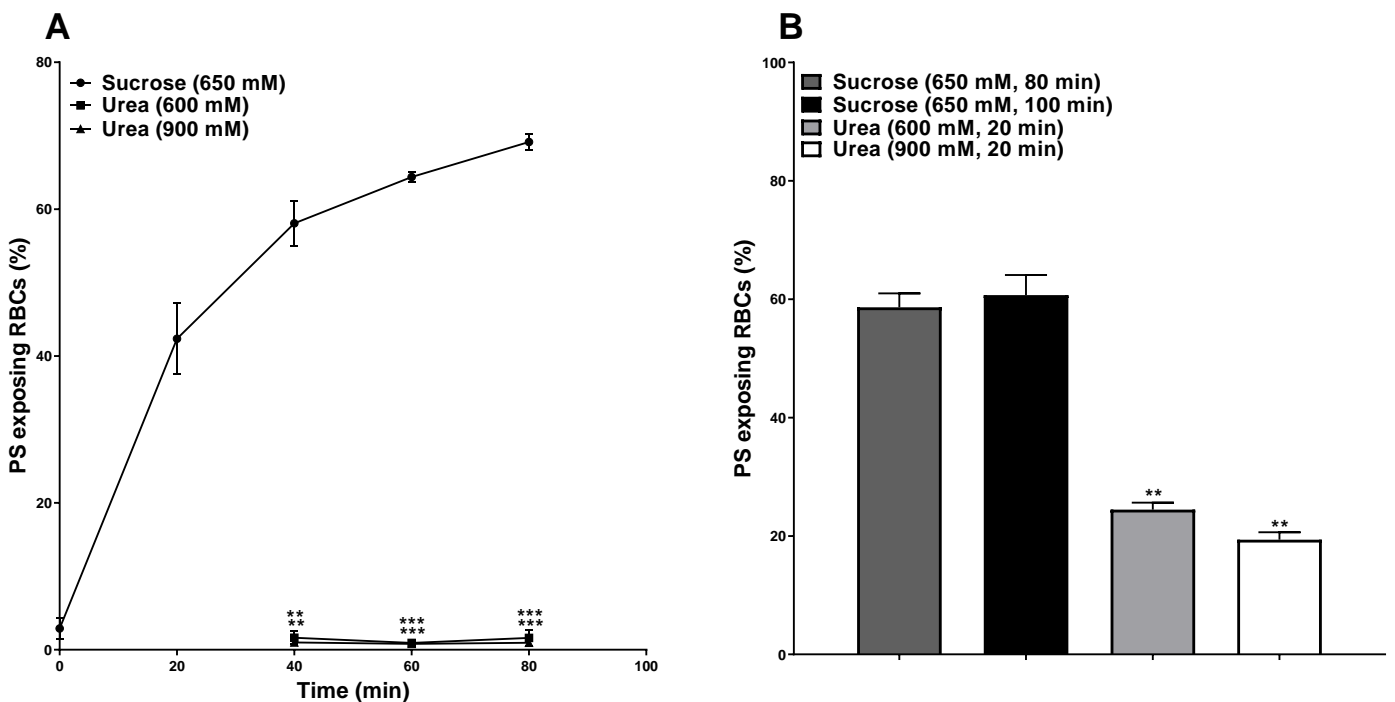 A
PS exposing RBCs (%)
80
60
40
20
0
Sucrose (650 mM)
Urea (600 mM)
Urea (900 mM)
**
**
***
***
***
***
0 20 40 60 80 100
Time (min)
B
PS exposing RBCs (%)
100
80
60
40
20
0
Sucrose (650 mM, 80 min)
Sucrose (650 mM, 100 min)
Urea (600 mM, 20 min)
Urea (900 mM, 20 min)
**
**